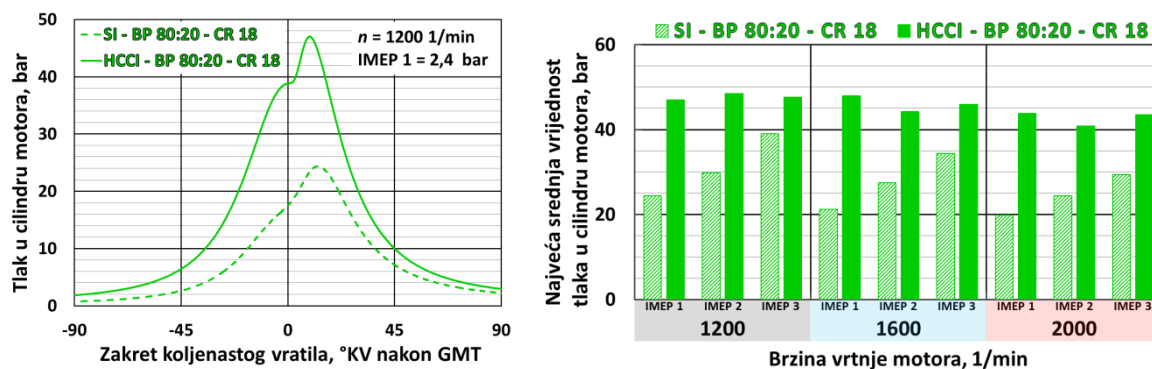 Tlak u cilindru motora, bar
50
40
30
20
10
0
SI - BP 80:20 - CR 18
HCCI - BP 80:20 - CR 18
n = 1200 1/min
IMEP 1 = 2,4 bar
-90
-45
0
45
90
Zakret koljenastog vratila, °KV nakon GMT
SI - BP 80:20 - CR 18
HCCI - BP 80:20 - CR 18
Najveća srednja vrijednost
tlaka u cilindru motora, bar
60
40
20
0
IMEP 1 IMEP 2 IMEP 3 IMEP 1 IMEP 2 IMEP 3 IMEP 1 IMEP 2 IMEP 3
1200 1600 2000
Brzina vrtnje motora, 1/min